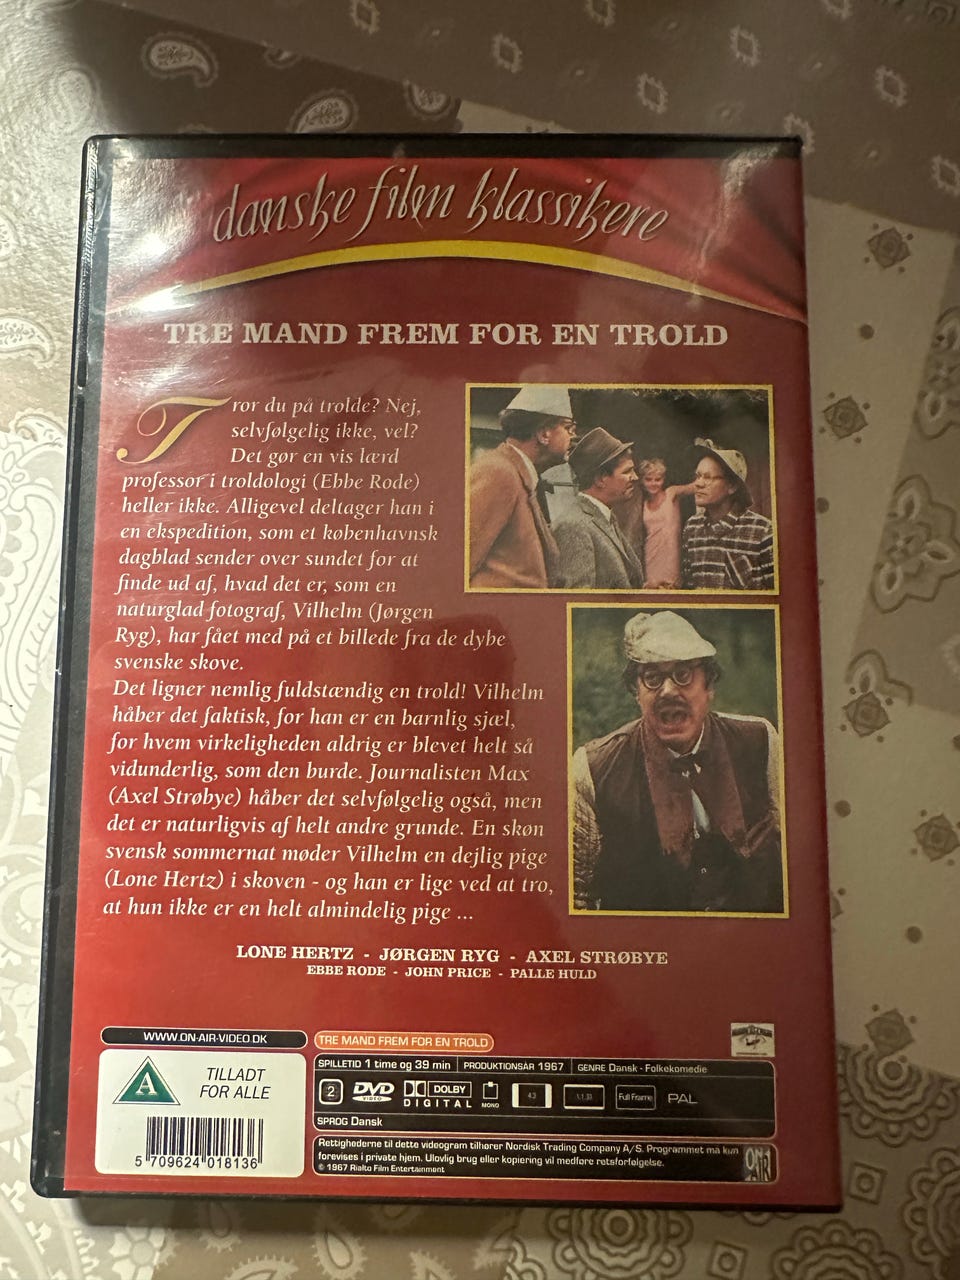 danske film klassikere
TRE MAND FREM FOR EN TROLD
Tror du på trolde? Nej,
selvfølgelig ikke, vel?
Det gør en vis lærd
professor i troldologi (Ebbe Rode)
heller ikke. Alligevel deltager han i
en ekspedition, som et københavnsk
dagblad sender over sundet for at
finde ud af, hvad det er, som en
naturglad fotograf, Vilhelm (Jørgen
Ryg), har fået med på et billede fra de dybe
svenske skove.
Det ligner nemlig fuldstændig en trold! Vilhelm
håber det faktisk, for han er en barnlig sjæl,
for hvem virkeligheden aldrig er blevet helt så
vidunderlig, som den burde. Journalisten Max
(Axel Strøbye) håber det selvfølgelig også, men
det er naturligvis af helt andre grunde. En skøn
svensk sommernat møder Vilhelm en dejlig pige
(Lone Hertz) i skoven - og han er lige ved at tro,
at hun ikke er en helt almindelig pige ...
LONE HERTZ - JØRGEN RYG - AXEL STRØBYE
EBBE RODE - JOHN PRICE - PALLE HULD
WWW.ON-AIR-VIDEO.DK
A
TILLADT
FOR ALLE
5 709624 018136
TRE MAND FREM FOR EN TROLD
SPILLETID 1 time og 39 min PRODUKTIONSÅR 1967 GENRE Dansk - Folkekomedie
2 DVD VIDEO DOLBY DIGITAL MONO 4:3 1:1.33 Full Frame PAL
SPROG Dansk
Rettighederne til dette videogram tilhører Nordisk Trading Company A/S. Programmet må kun
forevises i private hjem. Ulovlig brug eller kopiering vil medføre retsforfølgelse.
© 1967 Rialto Film Entertainment
ON AIR